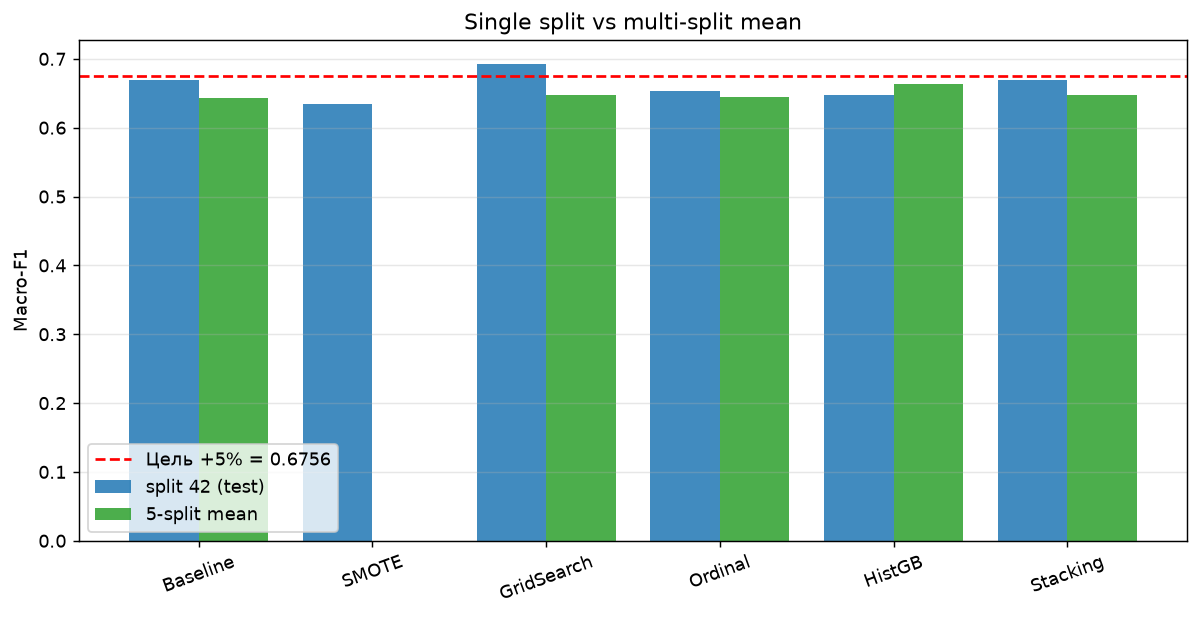 Single split vs multi-split mean
Macro-F1
0.7
0.6
0.5
0.4
0.3
0.2
0.1
0.0
Цель +5% = 0.6756
split 42 (test)
5-split mean
Baseline
SMOTE
GridSearch
Ordinal
HistGB
Stacking